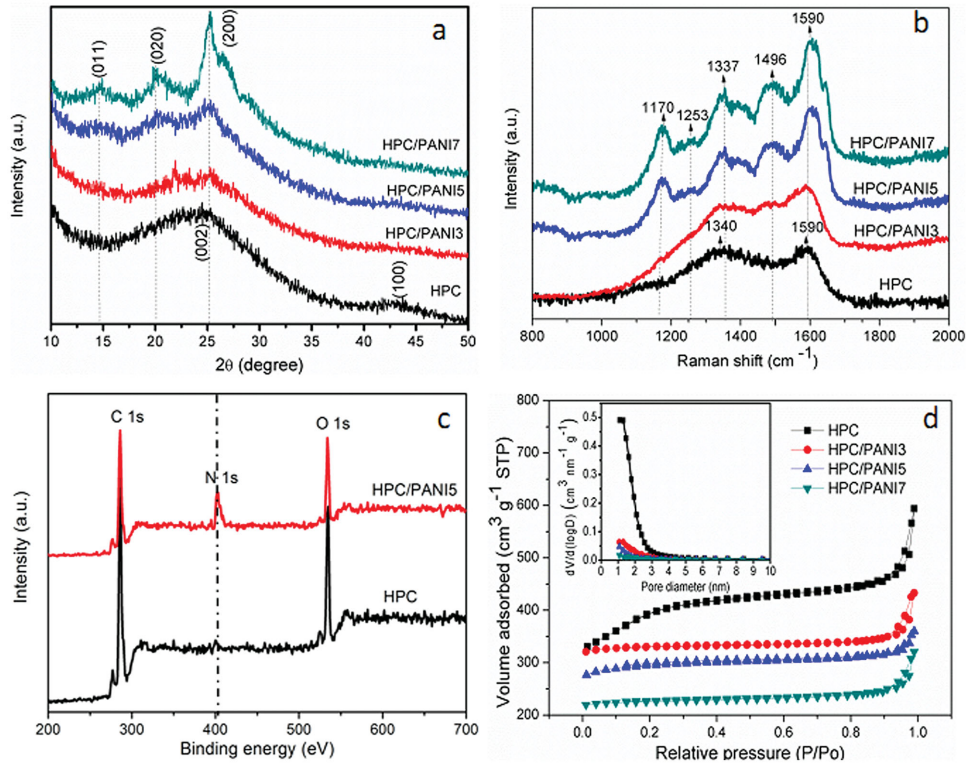 a
(011)
(020)
(200)
HPC/PANI7
HPC/PANI5
HPC/PANI3
(002)
(100)
HPC
Intensity (a.u.)
10 15 20 25 30 35 40 45 50
2θ (degree)
b
1590
1337
1496
1170
1253
HPC/PANI7
HPC/PANI5
HPC/PANI3
1340
1590
HPC
Intensity (a.u.)
800 1000 1200 1400 1600 1800 2000
Raman shift (cm⁻¹)
c
C 1s
O 1s
N 1s
HPC/PANI5
HPC
Intensity (a.u.)
200 300 400 500 600 700
Binding energy (eV)
d
800
700
600
500
400
300
200
Volume adsorbed (cm³ g⁻¹ STP)
0.5
0.4
0.3
0.2
0.1
0.0
dV/d(logD) (cm³ nm⁻¹ g⁻¹)
0 1 2 3 4 5 6 7 8 9 10
Pore diameter (nm)
HPC
HPC/PANI3
HPC/PANI5
HPC/PANI7
0.0 0.2 0.4 0.6 0.8 1.0
Relative pressure (P/Po)